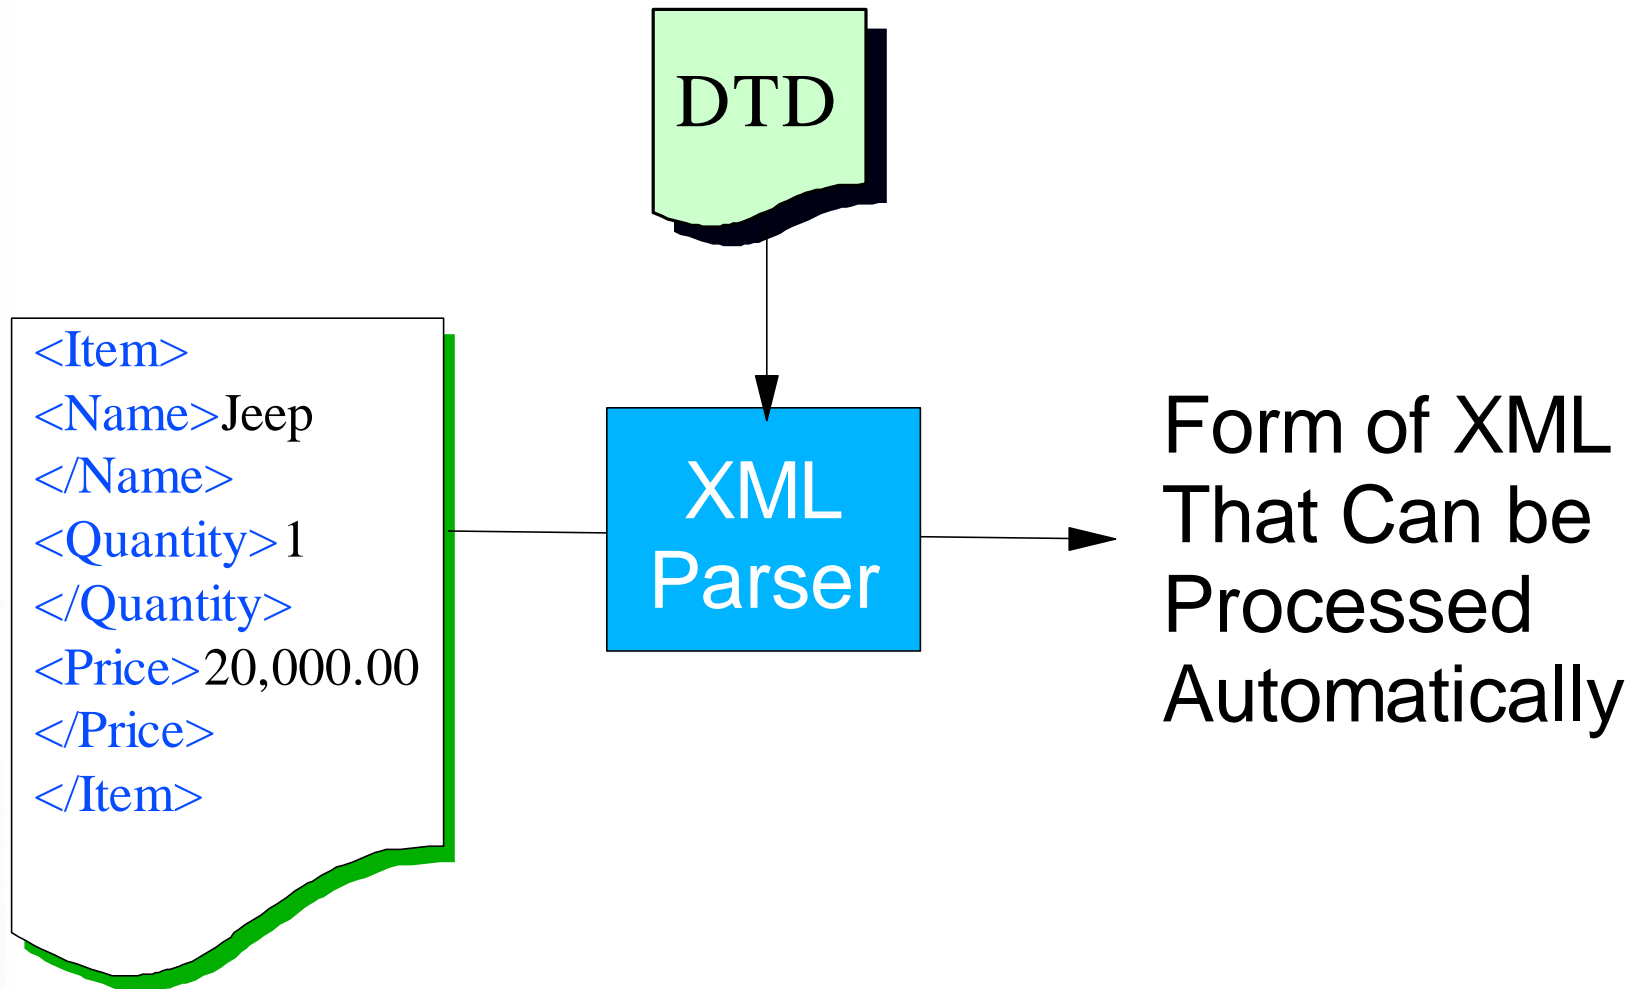 DTD
<Item>
<Name>Jeep
</Name>
<Quantity>1
</Quantity>
<Price>20,000.00
</Price>
</Item>
XML
Parser
Form of XML
That Can be
Processed
Automatically